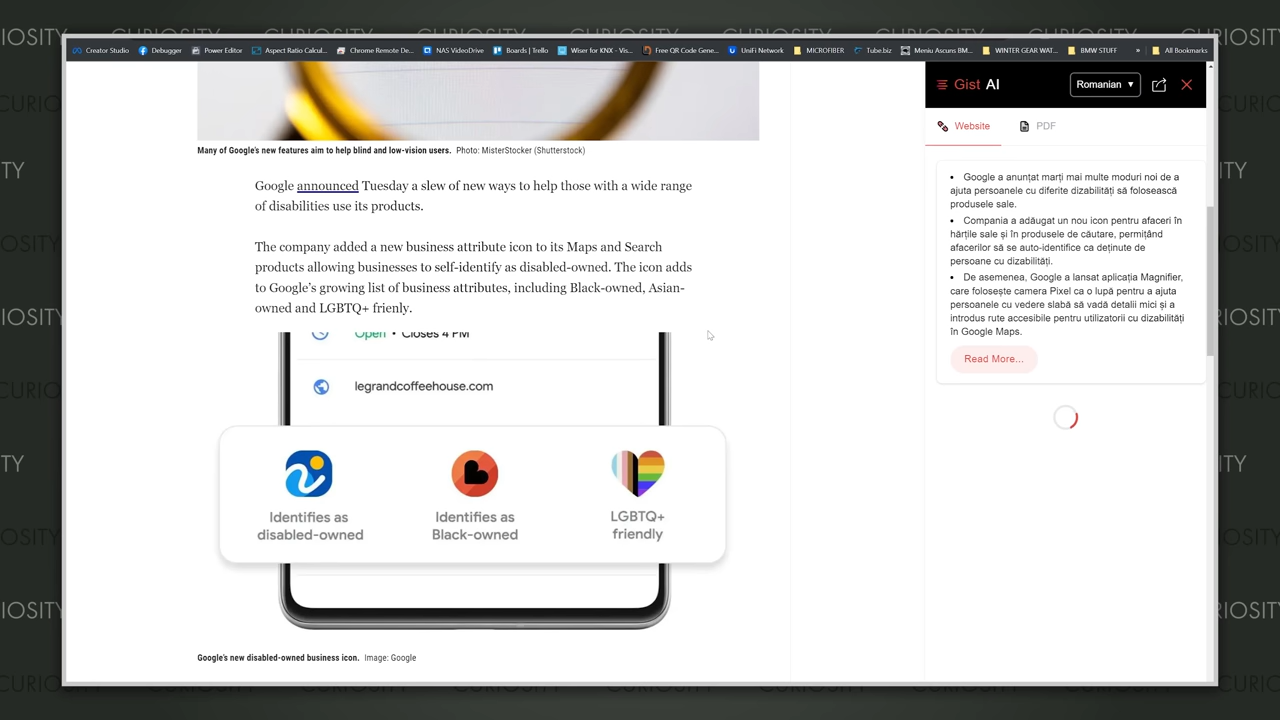 Creator Studio Debugger Power Editor Aspect Ratio Calcul... Chrome Remote De... NAS VideoDrive Boards | Trello Wiser for KNX - Vis... Free QR Code Gene... UniFi Network MICROFIBER Tube.biz Meniu Ascuns BM... WINTER GEAR WAT... BMW STUFF » All Bookmarks
Many of Google's new features aim to help blind and low-vision users. Photo: MisterStocker (Shutterstock)
Google announced Tuesday a slew of new ways to help those with a wide range
of disabilities use its products.
The company added a new business attribute icon to its Maps and Search
products allowing businesses to self-identify as disabled-owned. The icon adds
to Google's growing list of business attributes, including Black-owned, Asian-
owned and LGBTQ+ frienly.
Open • Closes 4 PM
legrandcoffeehouse.com
Identifies as
disabled-owned
Identifies as
Black-owned
LGBTQ+
friendly
Google's new disabled-owned business icon. Image: Google
Gist AI
Romanian ▼
Website
PDF
• Google a anunțat marți mai multe moduri noi de a
ajuta persoanele cu diferite dizabilități să folosească
produsele sale.
• Compania a adăugat un nou icon pentru afaceri în
hărțile sale și în produsele de căutare, permițând
afacerilor să se auto-identifice ca deținute de
persoane cu dizabilități.
• De asemenea, Google a lansat aplicația Magnifier,
care folosește camera Pixel ca o lupă pentru a ajuta
persoanele cu vedere slabă să vadă detalii mici și a
introdus rute accesibile pentru utilizatorii cu dizabilități
în Google Maps.
Read More...
CURIOSITY CURIOSITY CURIOSITY CURIOSITY CURIOSITY CURIOSITY